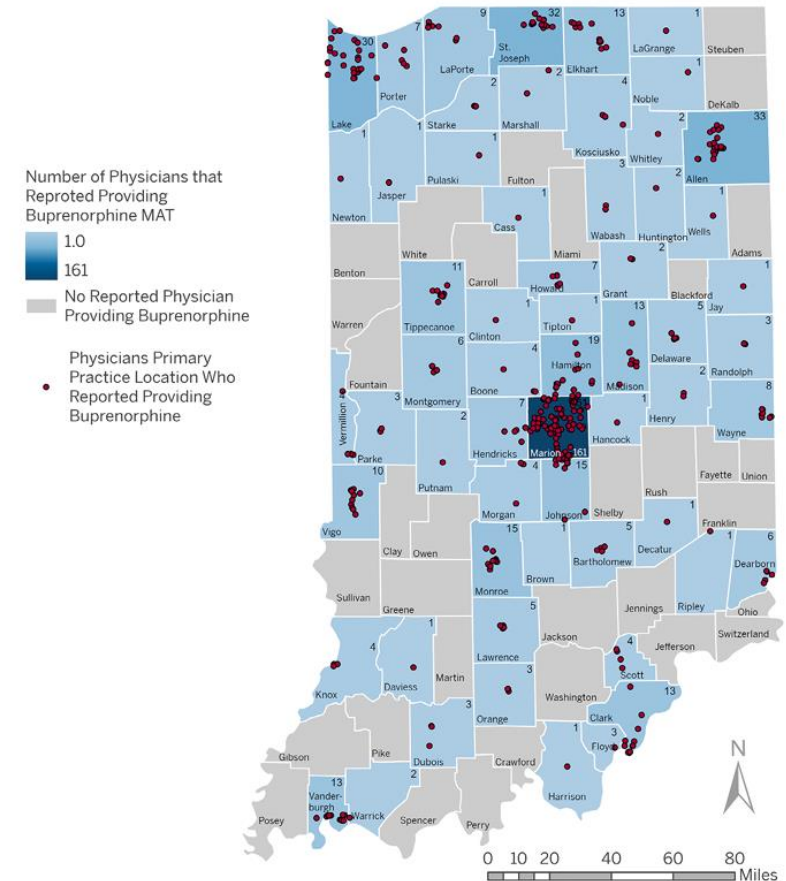 Number of Physicians that
Reproted Providing
Buprenorphine MAT
1.0
161
No Reported Physician
Providing Buprenorphine
Physicians Primary
Practice Location Who
Reported Providing
Buprenorphine
30
Lake
7
Porter
9
LaPorte
32
St.
Joseph
13
Elkhart
1
LaGrange
Steuben
2
Starke
2
Marshall
4
Kosciusko
1
Noble
DeKalb
1
Newton
1
Jasper
1
Pulaski
Fulton
3
Wabash
2
Whitley
33
Allen
2
Huntington
1
Wells
Adams
Benton
White
1
Cass
Miami
Carroll
7
Howard
2
Grant
Blackford
1
Jay
Warren
11
Tippecanoe
1
Clinton
1
Tipton
13
Madison
5
Delaware
3
Randolph
Fountain
6
Montgomery
4
Boone
19
Hamilton
2
Henry
8
Wayne
Vermillion 4
3
Parke
2
Putnam
7
Hendricks
Marion
161
1
Hancock
Rush
Fayette
Union
10
Vigo
Clay
Owen
4
Morgan
15
Johnson
Shelby
1
Decatur
Franklin
Sullivan
Greene
15
Monroe
1
Brown
5
Bartholomew
1
Ripley
6
Dearborn
Ohio
Jennings
Switzerland
Jefferson
4
Knox
1
Daviess
Martin
5
Lawrence
Jackson
4
Scott
3
Orange
Washington
13
Clark
3
Floyd
Gibson
Pike
3
Dubois
Crawford
1
Harrison
Posey
13
Vander-
burgh
2
Warrick
Spencer
Perry
N
0 10 20 40 60 80
Miles